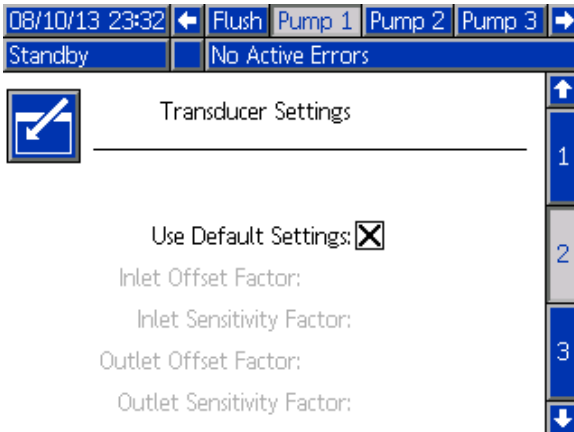 08/10/13 23:32 Flush Pump 1 Pump 2 Pump 3
Standby No Active Errors
Transducer Settings
1
Use Default Settings:
2
Inlet Offset Factor:
Inlet Sensitivity Factor:
Outlet Offset Factor:
3
Outlet Sensitivity Factor: